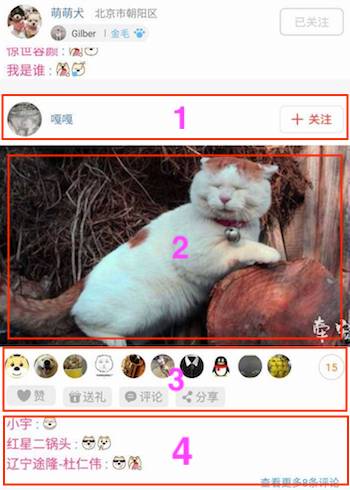 萌萌犬 北京市朝阳区
已关注
Gilber 金毛
惊世容颜：
我是谁：
嘎嘎
1
+ 关注
2
3
15
赞 送礼 评论 分享
小宇：
4
红星二锅头：
辽宁途隆-杜仁伟：
查看更多8条评论